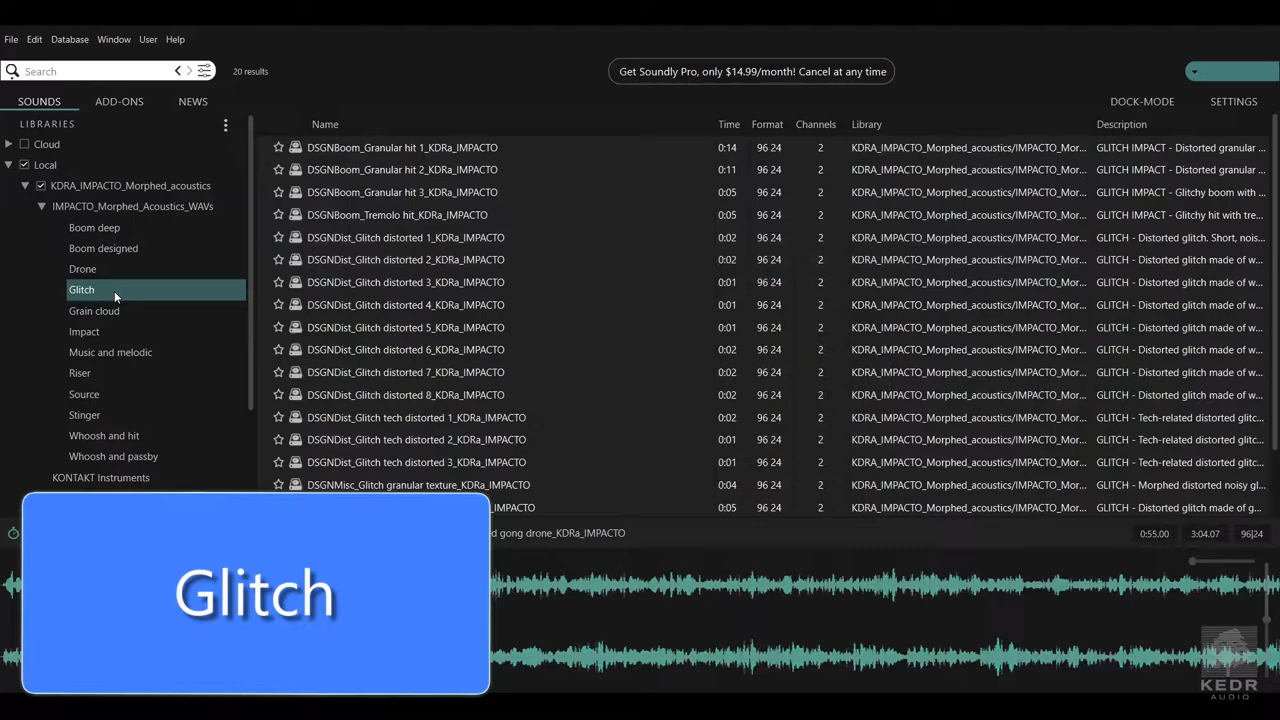 File Edit Database Window User Help
Search 20 results Get Soundly Pro, only $14.99/month! Cancel at any time
SOUNDS ADD-ONS NEWS DOCK-MODE SETTINGS
LIBRARIES
Cloud
Local
KDRA_IMPACTO_Morphed_acoustics
IMPACTO_Morphed_Acoustics_WAVs
Boom deep
Boom designed
Drone
Glitch
Grain cloud
Impact
Music and melodic
Riser
Source
Stinger
Whoosh and hit
Whoosh and passby
KONTAKT Instruments
Name Time Format Channels Library Description
DSGNBoom_Granular hit 1_KDRa_IMPACTO 0:14 96 24 2 KDRA_IMPACTO_Morphed_acoustics/IMPACTO_Mor... GLITCH IMPACT - Distorted granular ...
DSGNBoom_Granular hit 2_KDRa_IMPACTO 0:11 96 24 2 KDRA_IMPACTO_Morphed_acoustics/IMPACTO_Mor... GLITCH IMPACT - Distorted granular ...
DSGNBoom_Granular hit 3_KDRa_IMPACTO 0:05 96 24 2 KDRA_IMPACTO_Morphed_acoustics/IMPACTO_Mor... GLITCH IMPACT - Glitchy boom with ...
DSGNBoom_Tremolo hit_KDRa_IMPACTO 0:05 96 24 2 KDRA_IMPACTO_Morphed_acoustics/IMPACTO_Mor... GLITCH IMPACT - Glitchy hit with tre...
DSGNDist_Glitch distorted 1_KDRa_IMPACTO 0:02 96 24 2 KDRA_IMPACTO_Morphed_acoustics/IMPACTO_Mor... GLITCH - Distorted glitch. Short, nois...
DSGNDist_Glitch distorted 2_KDRa_IMPACTO 0:02 96 24 2 KDRA_IMPACTO_Morphed_acoustics/IMPACTO_Mor... GLITCH - Distorted glitch made of w...
DSGNDist_Glitch distorted 3_KDRa_IMPACTO 0:01 96 24 2 KDRA_IMPACTO_Morphed_acoustics/IMPACTO_Mor... GLITCH - Distorted glitch made of w...
DSGNDist_Glitch distorted 4_KDRa_IMPACTO 0:01 96 24 2 KDRA_IMPACTO_Morphed_acoustics/IMPACTO_Mor... GLITCH - Distorted glitch made of w...
DSGNDist_Glitch distorted 5_KDRa_IMPACTO 0:01 96 24 2 KDRA_IMPACTO_Morphed_acoustics/IMPACTO_Mor... GLITCH - Distorted glitch made of w...
DSGNDist_Glitch distorted 6_KDRa_IMPACTO 0:02 96 24 2 KDRA_IMPACTO_Morphed_acoustics/IMPACTO_Mor... GLITCH - Distorted glitch made of w...
DSGNDist_Glitch distorted 7_KDRa_IMPACTO 0:02 96 24 2 KDRA_IMPACTO_Morphed_acoustics/IMPACTO_Mor... GLITCH - Distorted glitch made of w...
DSGNDist_Glitch distorted 8_KDRa_IMPACTO 0:02 96 24 2 KDRA_IMPACTO_Morphed_acoustics/IMPACTO_Mor... GLITCH - Distorted glitch made of w...
DSGNDist_Glitch tech distorted 1_KDRa_IMPACTO 0:02 96 24 2 KDRA_IMPACTO_Morphed_acoustics/IMPACTO_Mor... GLITCH - Tech-related distorted glitc...
DSGNDist_Glitch tech distorted 2_KDRa_IMPACTO 0:01 96 24 2 KDRA_IMPACTO_Morphed_acoustics/IMPACTO_Mor... GLITCH - Tech-related distorted glitc...
DSGNDist_Glitch tech distorted 3_KDRa_IMPACTO 0:01 96 24 2 KDRA_IMPACTO_Morphed_acoustics/IMPACTO_Mor... GLITCH - Tech-related distorted glitc...
DSGNMisc_Glitch granular texture_KDRa_IMPACTO 0:04 96 24 2 KDRA_IMPACTO_Morphed_acoustics/IMPACTO_Mor... GLITCH - Morphed distorted noisy gl...
_IMPACTO 0:05 96 24 2 KDRA_IMPACTO_Morphed_acoustics/IMPACTO_Mor... GLITCH - Distorted glitch made of g...
gong drone_KDRa_IMPACTO 0:55.00 3:04.07 96|24
Glitch
KEDR
AUDIO